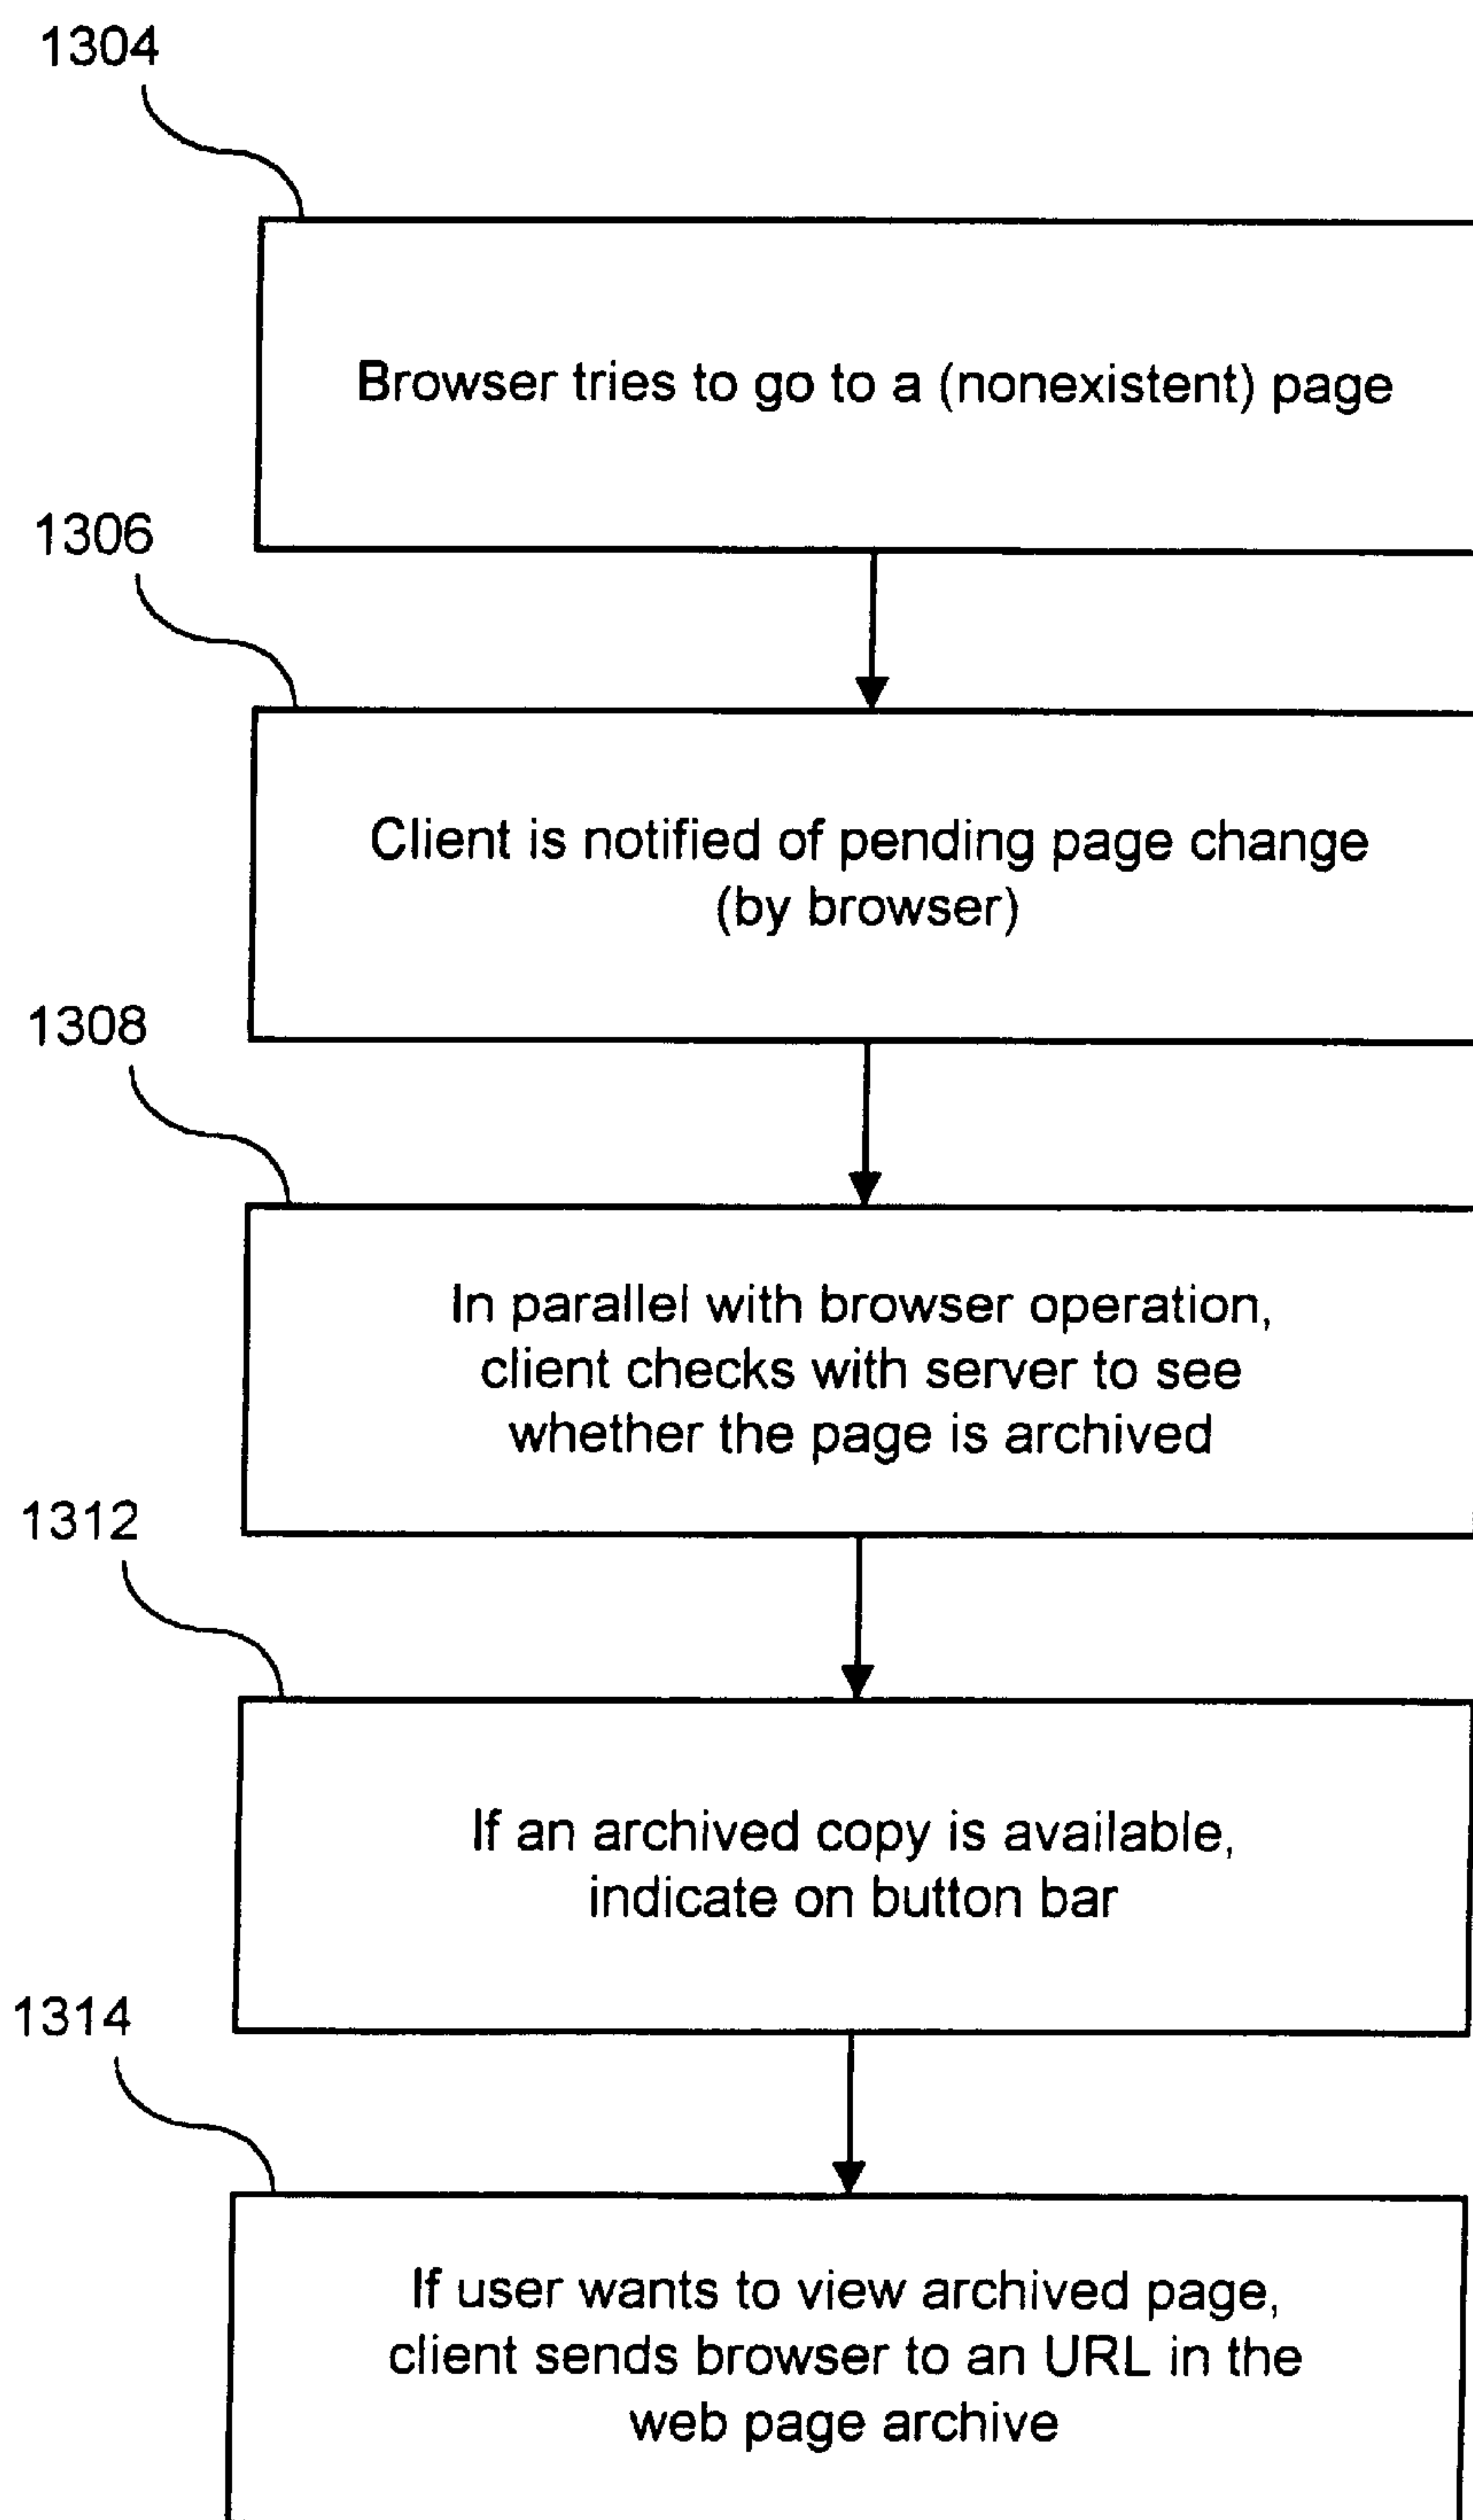 1304
Browser tries to go to a (nonexistent) page
1306
Client is notified of pending page change
(by browser)
1308
In parallel with browser operation,
client checks with server to see
whether the page is archived
1312
If an archived copy is available,
indicate on button bar
1314
If user wants to view archived page,
client sends browser to an URL in the
web page archive